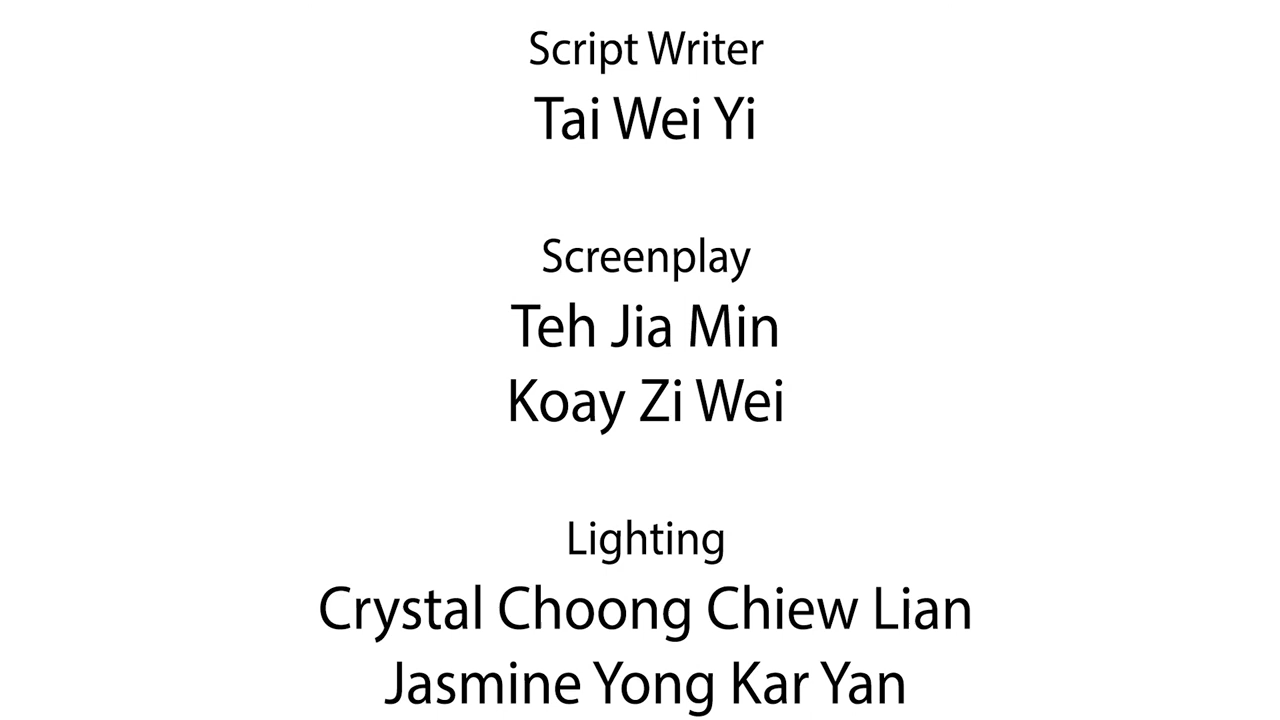 Script Writer
Tai Wei Yi
Screenplay
Teh Jia Min
Koay Zi Wei
Lighting
Crystal Choong Chiew Lian
Jasmine Yong Kar Yan